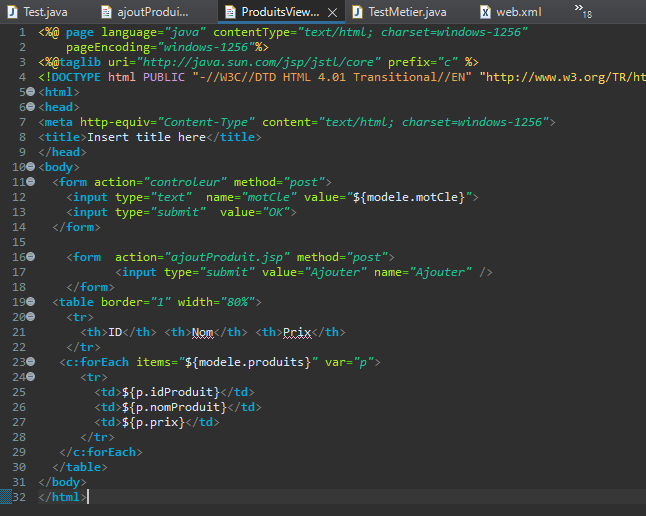 Test.java ajoutProdui... ProduitsView... TestMetier.java web.xml »18
1 <%@ page language="java" contentType="text/html; charset=windows-1256"
2 pageEncoding="windows-1256"%>
3 <%@taglib uri="http://java.sun.com/jsp/jstl/core" prefix="c" %>
4 <!DOCTYPE html PUBLIC "-//W3C//DTD HTML 4.01 Transitional//EN" "http://www.w3.org/TR/ht
5 <html>
6 <head>
7 <meta http-equiv="Content-Type" content="text/html; charset=windows-1256">
8 <title>Insert title here</title>
9 </head>
10 <body>
11 <form action="controleur" method="post">
12 <input type="text" name="motCle" value="${modele.motCle}">
13 <input type="submit" value="OK">
14 </form>
15
16 <form action="ajoutProduit.jsp" method="post">
17 <input type="submit" value="Ajouter" name="Ajouter" />
18 </form>
19 <table border="1" width="80%">
20 <tr>
21 <th>ID</th> <th>Nom</th> <th>Prix</th>
22 </tr>
23 <c:forEach items="${modele.produits}" var="p">
24 <tr>
25 <td>${p.idProduit}</td>
26 <td>${p.nomProduit}</td>
27 <td>${p.prix}</td>
28 </tr>
29 </c:forEach>
30 </table>
31 </body>
32 </html>